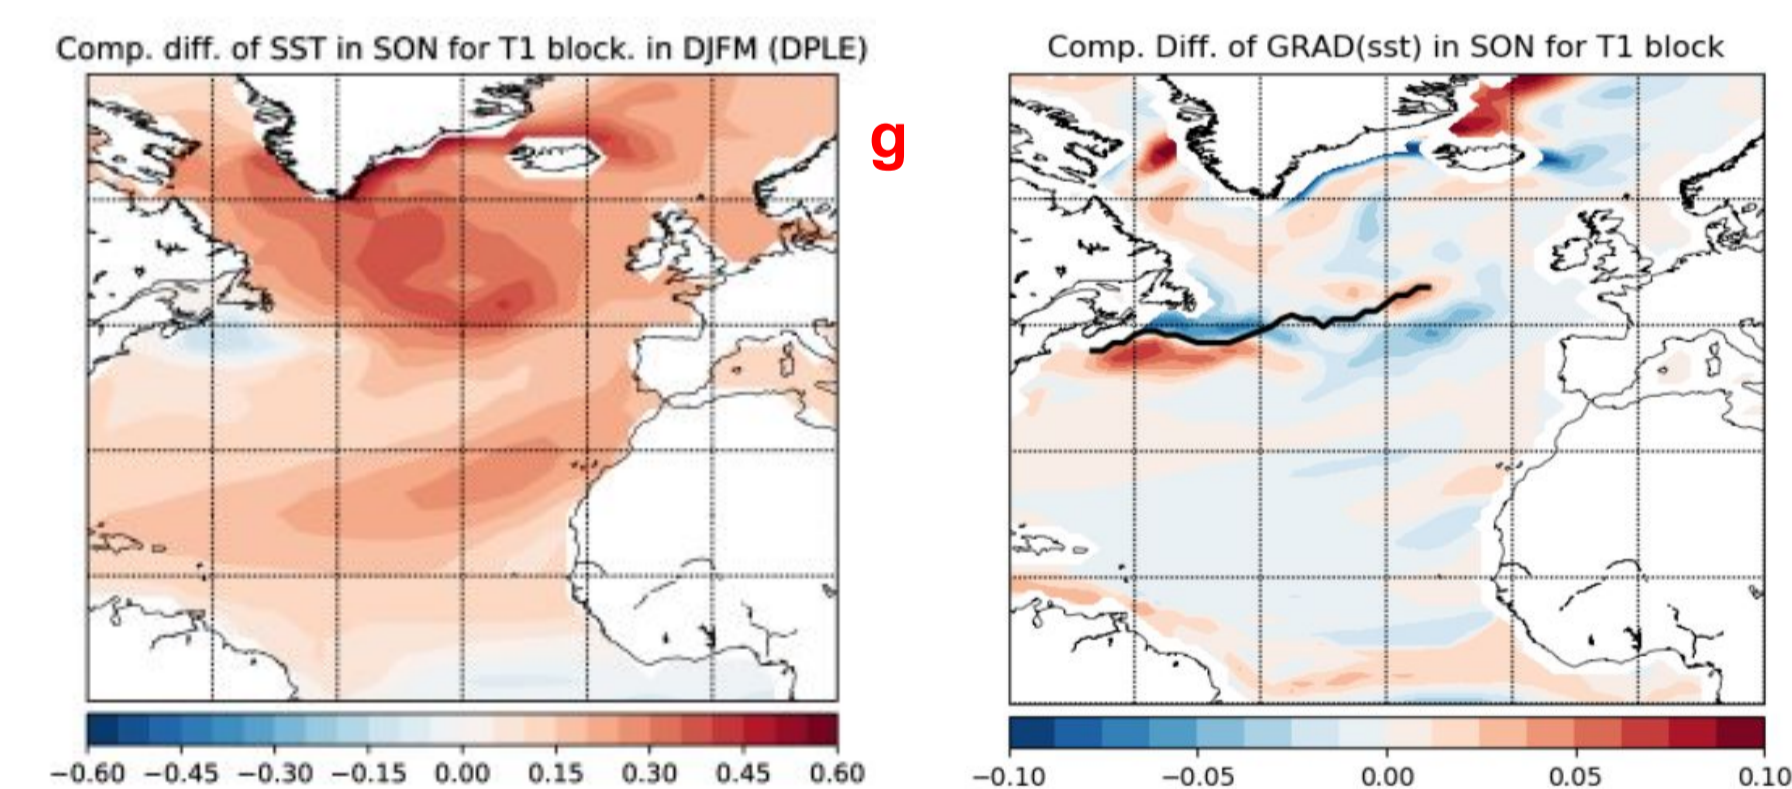 Comp. diff. of SST in SON for T1 block. in DJFM (DPLE)
g
−0.60 −0.45 −0.30 −0.15 0.00 0.15 0.30 0.45 0.60
Comp. Diff. of GRAD(sst) in SON for T1 block
−0.10 −0.05 0.00 0.05 0.10